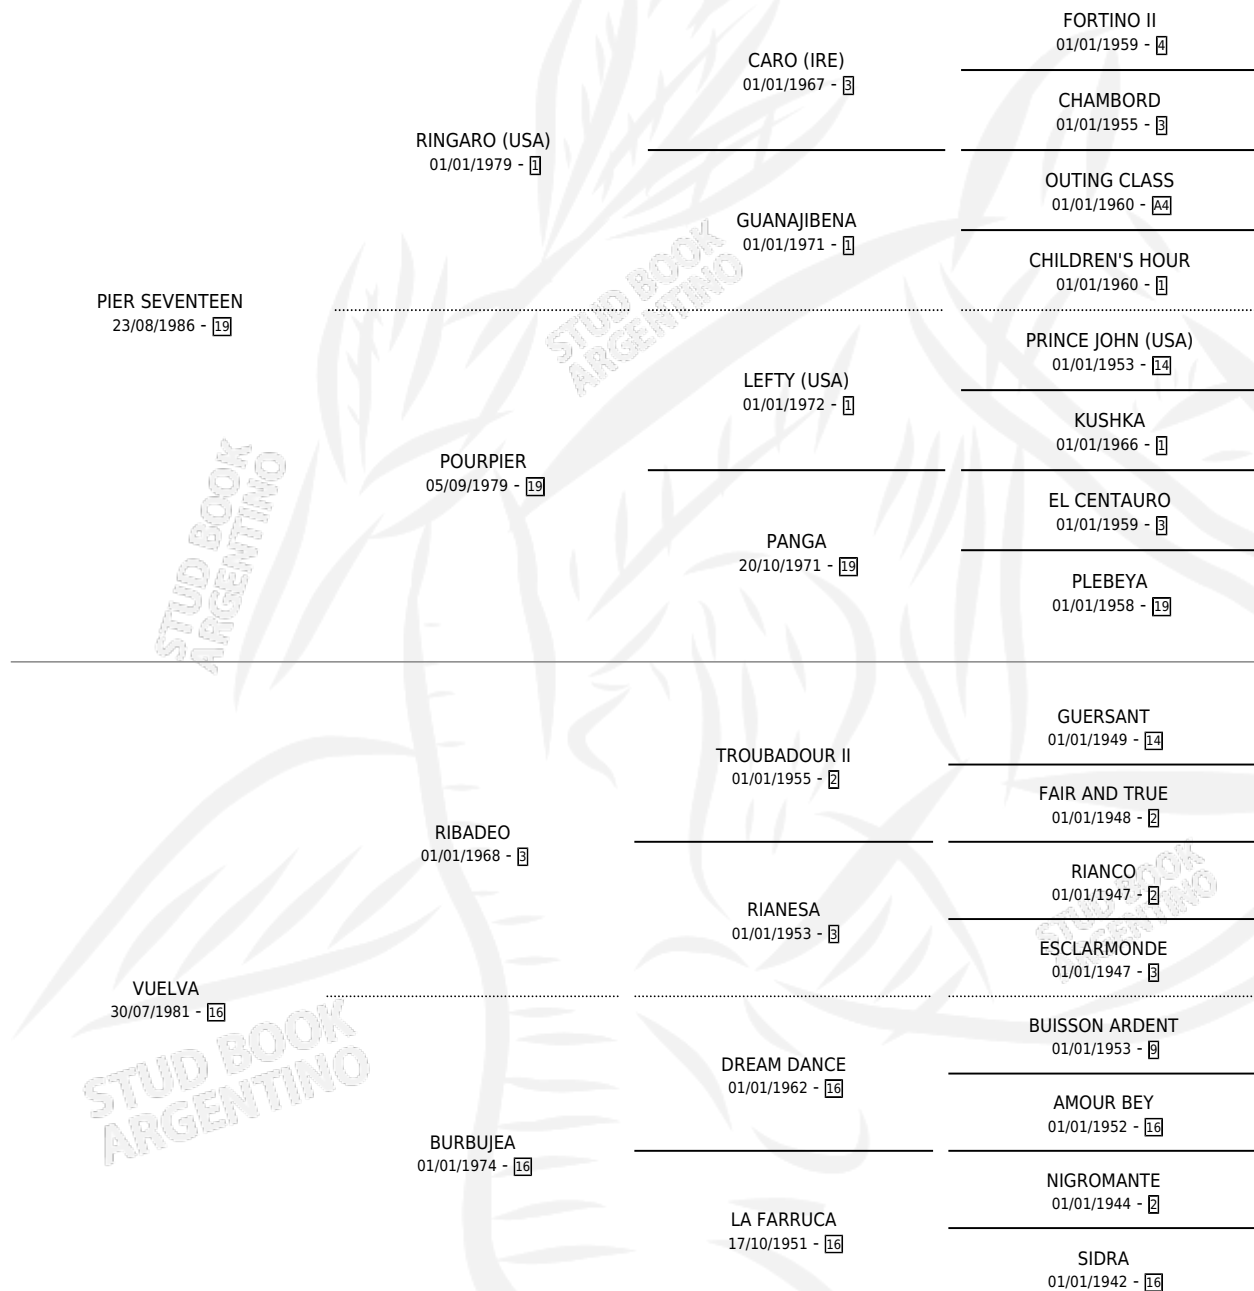 FORTINO II
01/01/1959 - 4
CARO (IRE)
01/01/1967 - 3
CHAMBORD
01/01/1955 - 3
RINGARO (USA)
01/01/1979 - 1
OUTING CLASS
01/01/1960 - A4
GUANAJIBENA
01/01/1971 - 1
CHILDREN'S HOUR
01/01/1960 - 1
PIER SEVENTEEN
23/08/1986 - 19
PRINCE JOHN (USA)
01/01/1953 - 14
LEFTY (USA)
01/01/1972 - 1
KUSHKA
01/01/1966 - 1
POURPIER
05/09/1979 - 19
EL CENTAURO
01/01/1959 - 3
PANGA
20/10/1971 - 19
PLEBEYA
01/01/1958 - 19
GUERSANT
01/01/1949 - 14
TROUBADOUR II
01/01/1955 - 2
FAIR AND TRUE
01/01/1948 - 2
RIBADEO
01/01/1968 - 3
RIANCO
01/01/1947 - 2
RIANESA
01/01/1953 - 3
ESCLARMONDE
01/01/1947 - 3
VUELVA
30/07/1981 - 16
BUISSON ARDENT
01/01/1953 - 9
DREAM DANCE
01/01/1962 - 16
AMOUR BEY
01/01/1952 - 16
BURBUJEA
01/01/1974 - 16
NIGROMANTE
01/01/1944 - 2
LA FARRUCA
17/10/1951 - 16
SIDRA
01/01/1942 - 16
STUD BOOK
ARGENTINO
STUD BOOK
ARGENTINO
STUD BOOK
ARGENTINO
STUD BOOK
ARGENTINO